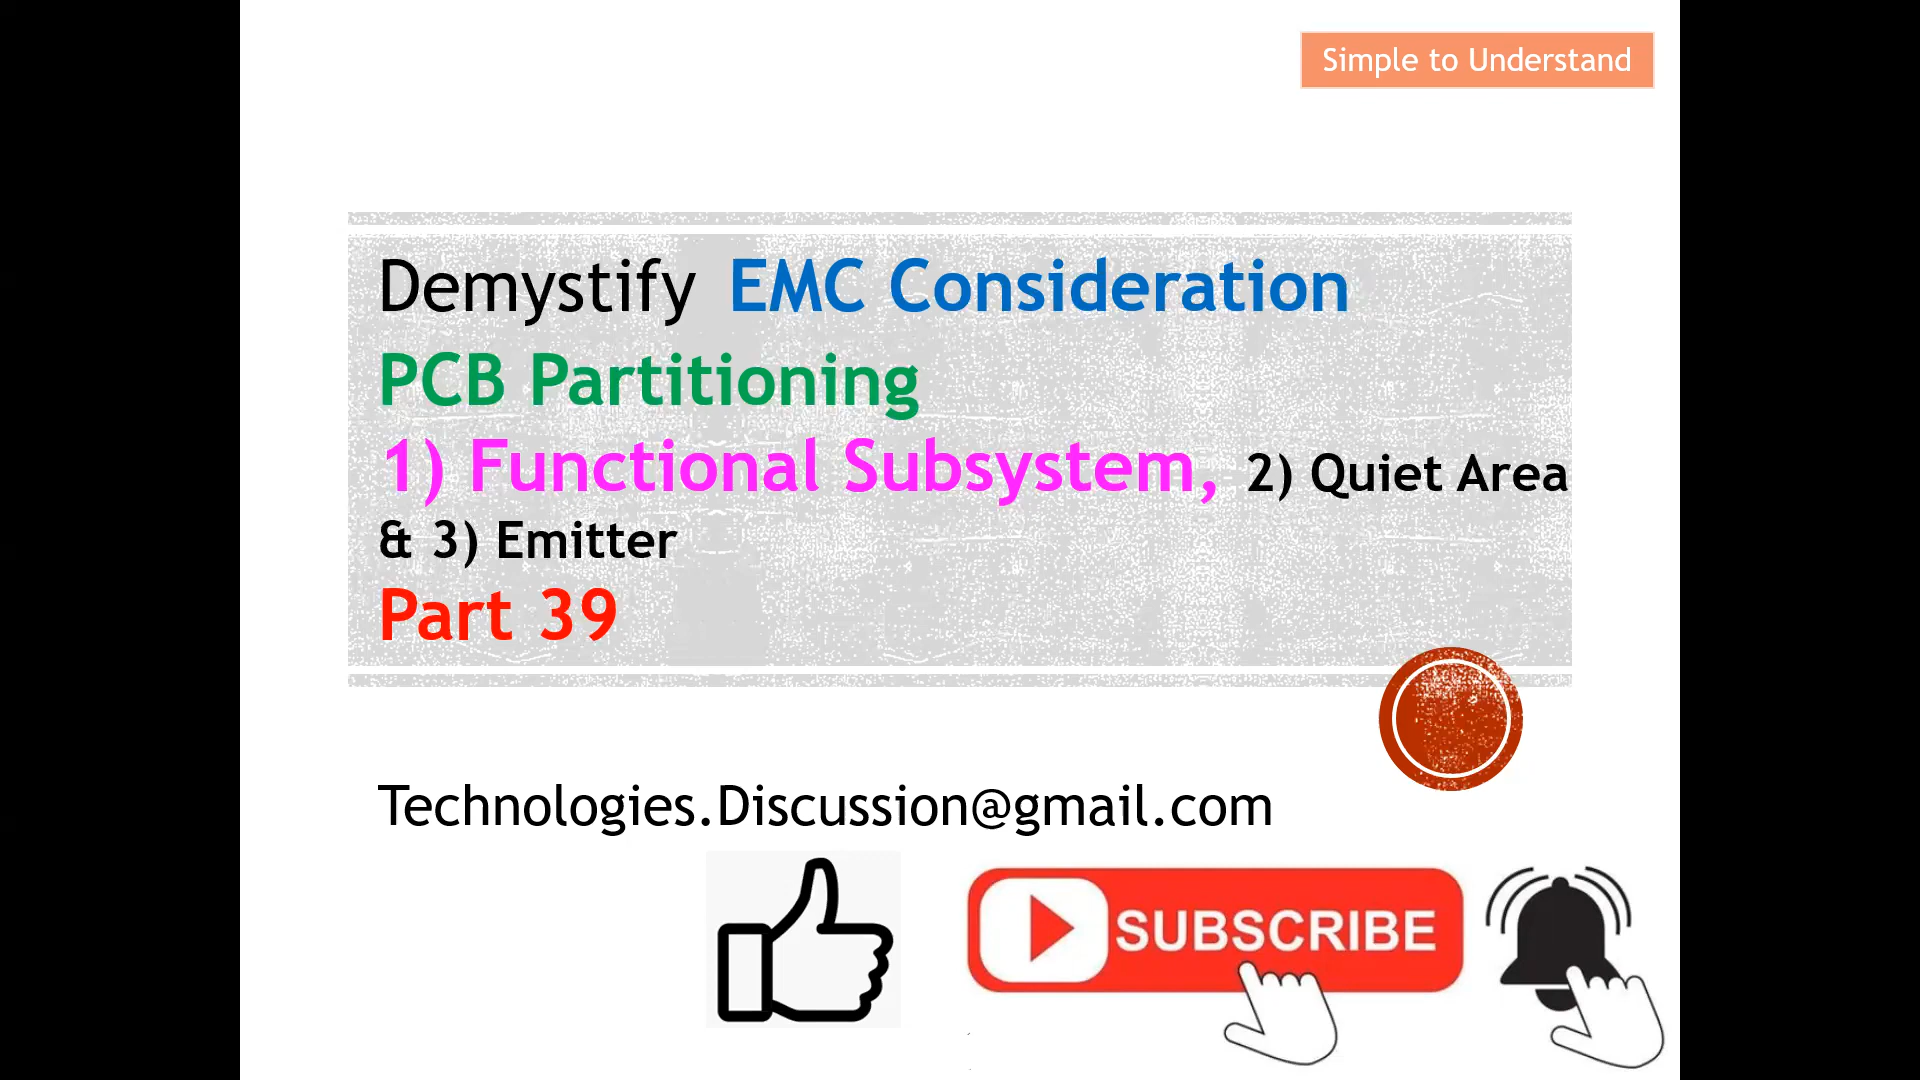 Simple to Understand
Demystify EMC Consideration
PCB Partitioning
1) Functional Subsystem, 2) Quiet Area
& 3) Emitter
Part 39
Technologies.Discussion@gmail.com
SUBSCRIBE